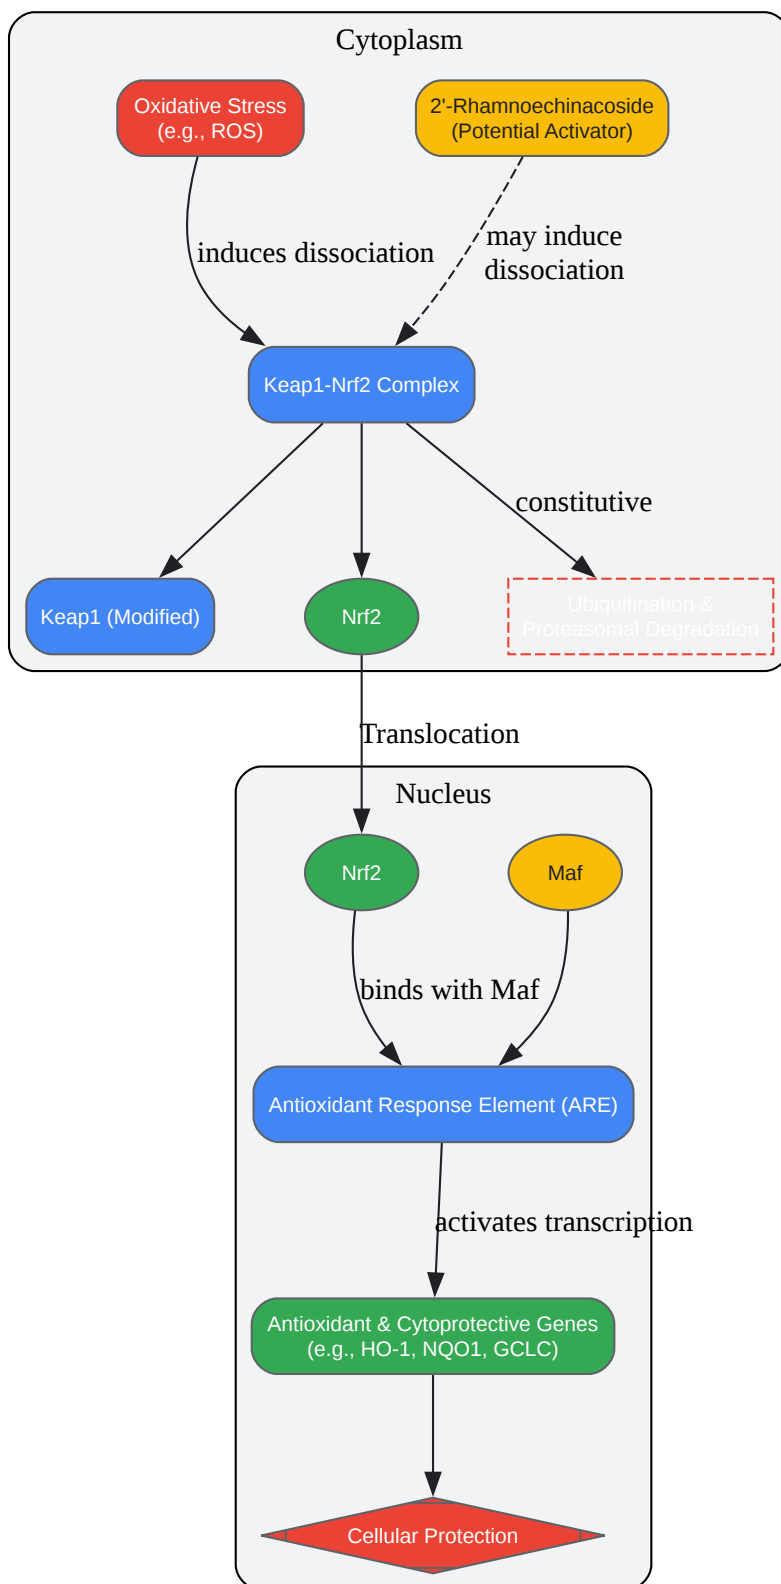 Cytoplasm
Oxidative Stress
(e.g., ROS)
2'-Rhamnoechinacoside
(Potential Activator)
induces dissociation
may induce
dissociation
Keap1-Nrf2 Complex
constitutive
Keap1 (Modified)
Nrf2
Ubiquitination &
Proteasomal Degradation
Translocation
Nucleus
Nrf2
Maf
binds with Maf
Antioxidant Response Element (ARE)
activates transcription
Antioxidant & Cytoprotective Genes
(e.g., HO-1, NQO1, GCLC)
Cellular Protection